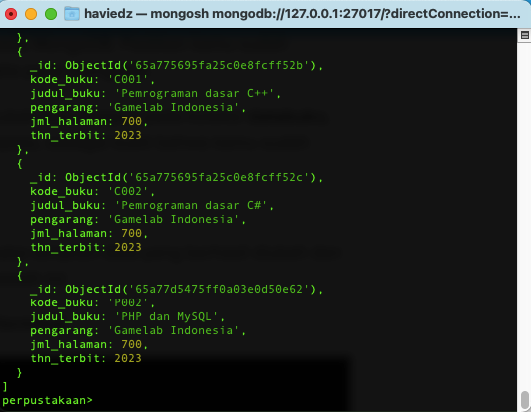 haviedz — mongosh mongodb://127.0.0.1:27017/?directConnection=...
},
{
_id: ObjectId('65a775695fa25c0e8fcff52b'),
kode_buku: 'C001',
judul_buku: 'Pemrograman dasar C++',
pengarang: 'Gamelab Indonesia',
jml_halaman: 700,
thn_terbit: 2023
},
{
_id: ObjectId('65a775695fa25c0e8fcff52c'),
kode_buku: 'C002',
judul_buku: 'Pemrograman dasar C#',
pengarang: 'Gamelab Indonesia',
jml_halaman: 700,
thn_terbit: 2023
},
{
_id: ObjectId('65a77d5475ff0a03e0d50e62'),
kode_buku: 'P002'
judul_buku: 'PHP dan MySQL',
pengarang: 'Gamelab Indonesia',
jml_halaman: 700,
thn_terbit: 2023
}
]
perpustakaan>